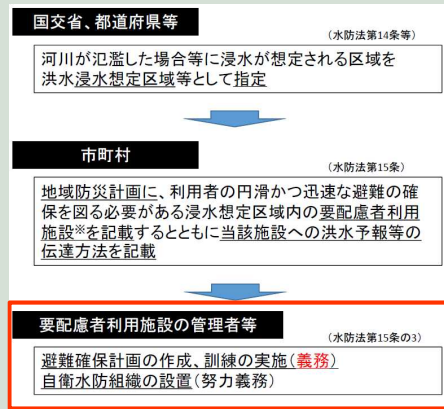 国交省、都道府県等
（水防法第14条等）
河川が氾濫した場合等に浸水が想定される区域を
洪水浸水想定区域等として指定
市町村
（水防法第15条）
地域防災計画に、利用者の円滑かつ迅速な避難の確
保を図る必要がある浸水想定区域内の要配慮者利用
施設※を記載するとともに当該施設への洪水予報等の
伝達方法を記載
要配慮者利用施設の管理者等
（水防法第15条の3）
避難確保計画の作成、訓練の実施（義務）
自衛水防組織の設置（努力義務）